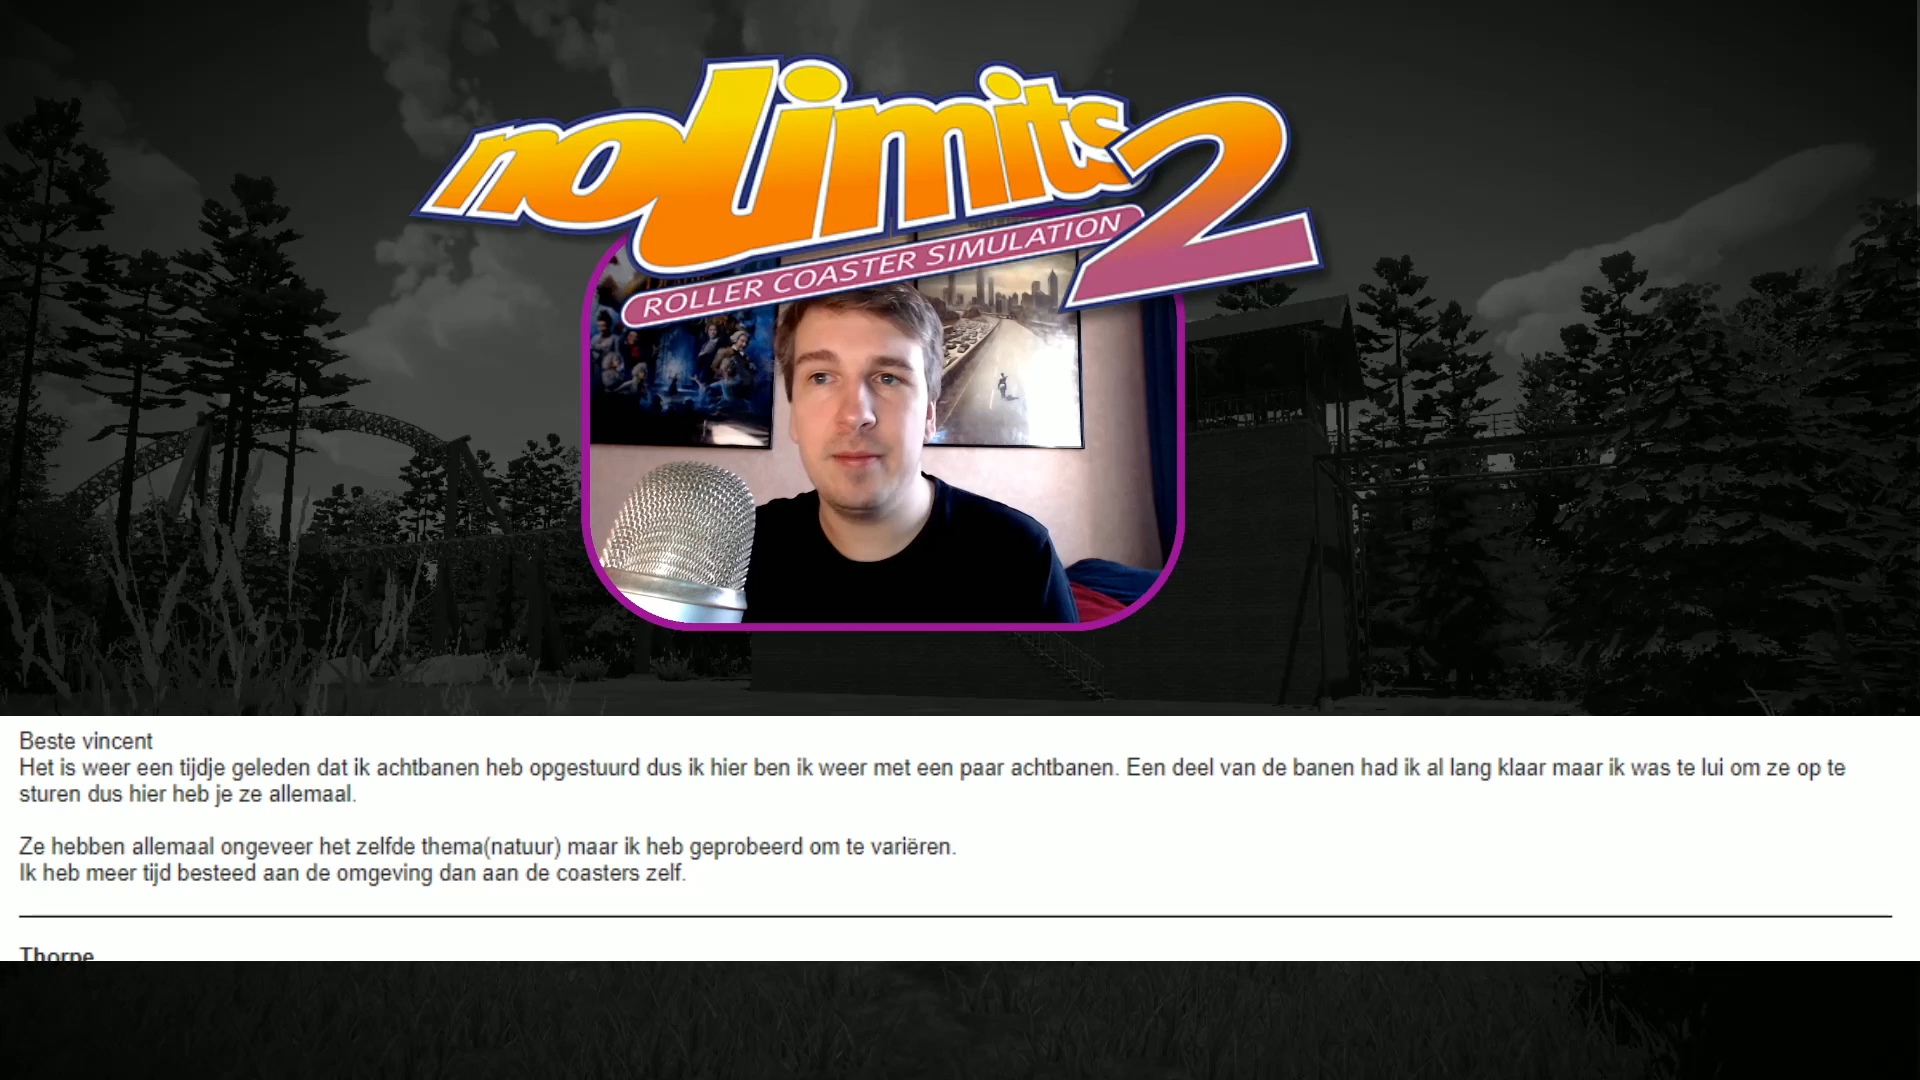 noLimits 2
ROLLER COASTER SIMULATION
Beste vincent
Het is weer een tijdje geleden dat ik achtbanen heb opgestuurd dus ik hier ben ik weer met een paar achtbanen. Een deel van de banen had ik al lang klaar maar ik was te lui om ze op te
sturen dus hier heb je ze allemaal.
Ze hebben allemaal ongeveer het zelfde thema(natuur) maar ik heb geprobeerd om te variëren.
Ik heb meer tijd besteed aan de omgeving dan aan de coasters zelf.
Thorpe